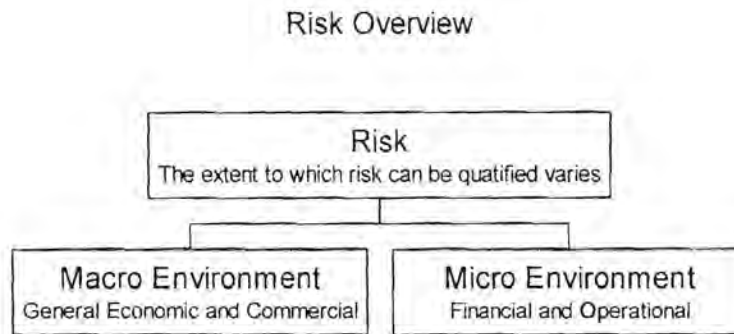 Risk Overview
Risk
The extent to which risk can be quatified varies
Macro Environment
General Economic and Commercial
Micro Environment
Financial and Operational